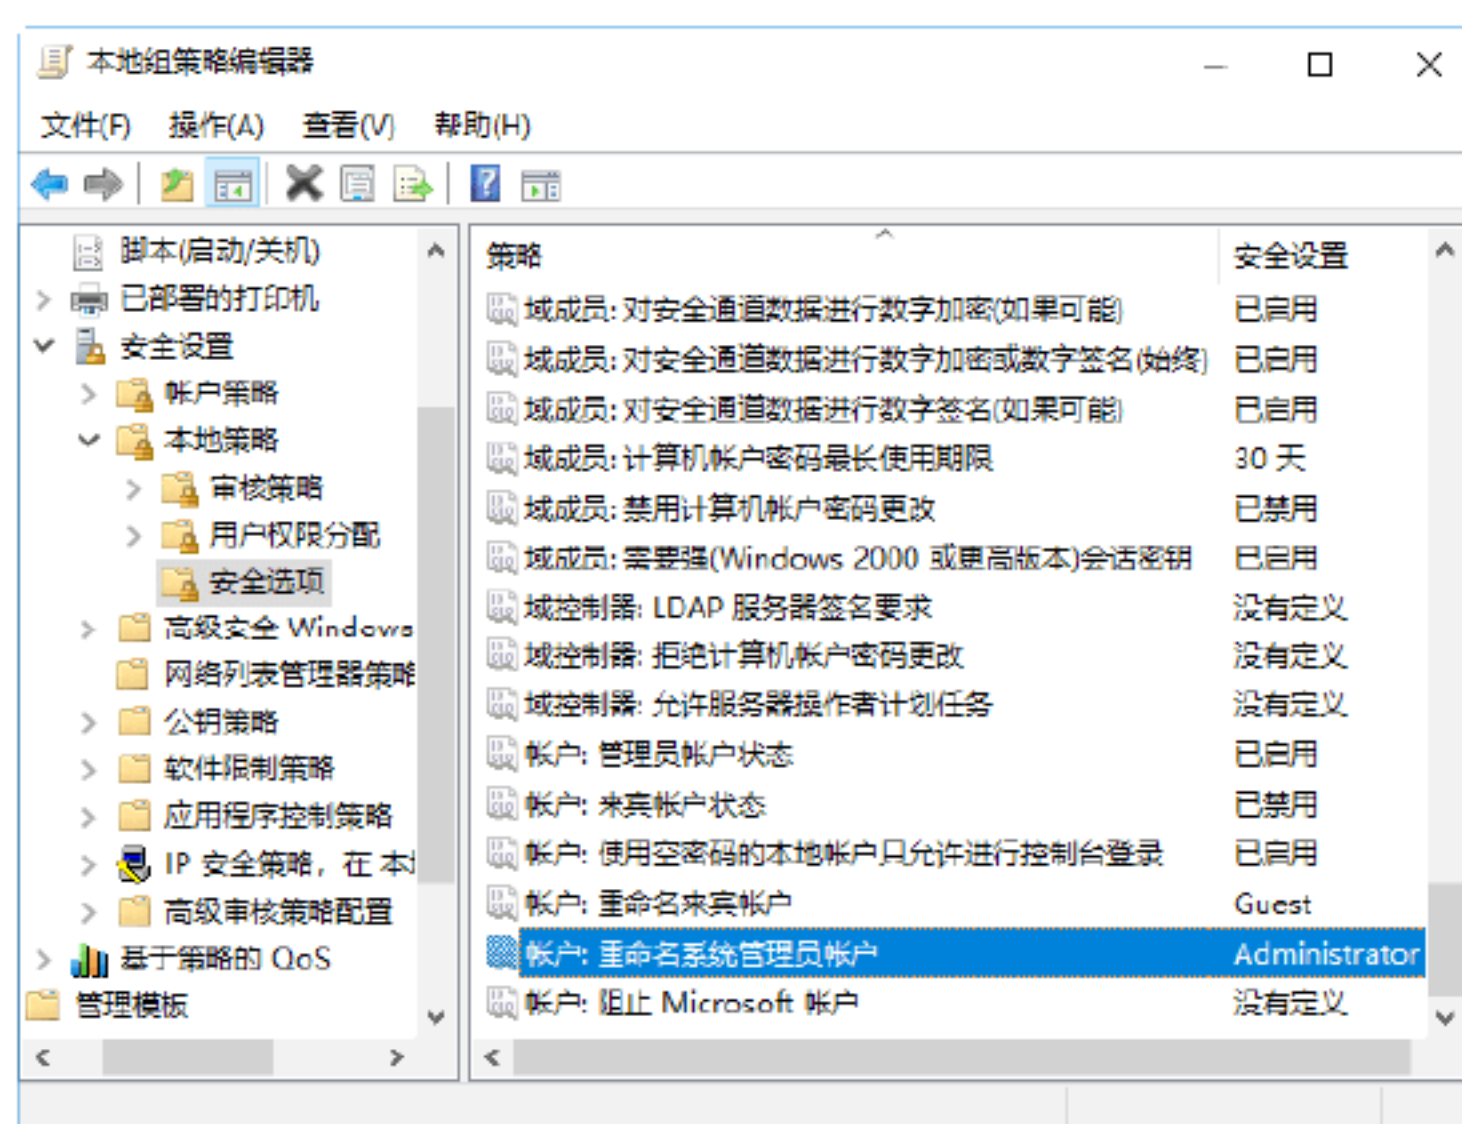 本地组策略编辑器
文件(F) 操作(A) 查看(V) 帮助(H)
脚本(启动/关机)
已部署的打印机
安全设置
帐户策略
本地策略
审核策略
用户权限分配
安全选项
高级安全 Windows
网络列表管理器策略
公钥策略
软件限制策略
应用程序控制策略
IP 安全策略，在 本
高级审核策略配置
基于策略的 QoS
管理模板
策略 安全设置
域成员: 对安全通道数据进行数字加密(如果可能) 已启用
域成员: 对安全通道数据进行数字加密或数字签名(始终) 已启用
域成员: 对安全通道数据进行数字签名(如果可能) 已启用
域成员: 计算机帐户密码最长使用期限 30 天
域成员: 禁用计算机帐户密码更改 已禁用
域成员: 需要强(Windows 2000 或更高版本)会话密钥 已启用
域控制器: LDAP 服务器签名要求 没有定义
域控制器: 拒绝计算机帐户密码更改 没有定义
域控制器: 允许服务器操作者计划任务 没有定义
帐户: 管理员帐户状态 已启用
帐户: 来宾帐户状态 已禁用
帐户: 使用空密码的本地帐户只允许进行控制台登录 已启用
帐户: 重命名来宾帐户 Guest
帐户: 重命名系统管理员帐户 Administrator
帐户: 阻止 Microsoft 帐户 没有定义